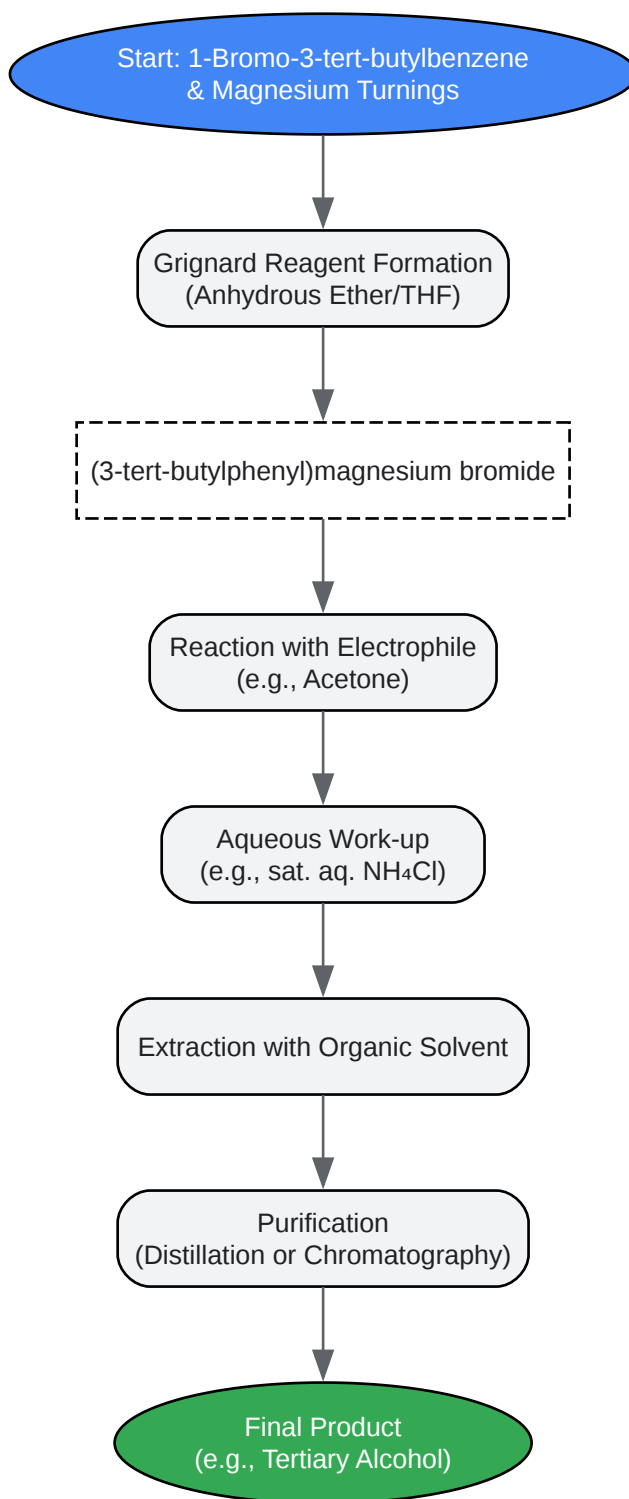 Start: 1-Bromo-3-tert-butylbenzene
& Magnesium Turnings
Grignard Reagent Formation
(Anhydrous Ether/THF)
(3-tert-butylphenyl)magnesium bromide
Reaction with Electrophile
(e.g., Acetone)
Aqueous Work-up
(e.g., sat. aq. NH₄Cl)
Extraction with Organic Solvent
Purification
(Distillation or Chromatography)
Final Product
(e.g., Tertiary Alcohol)